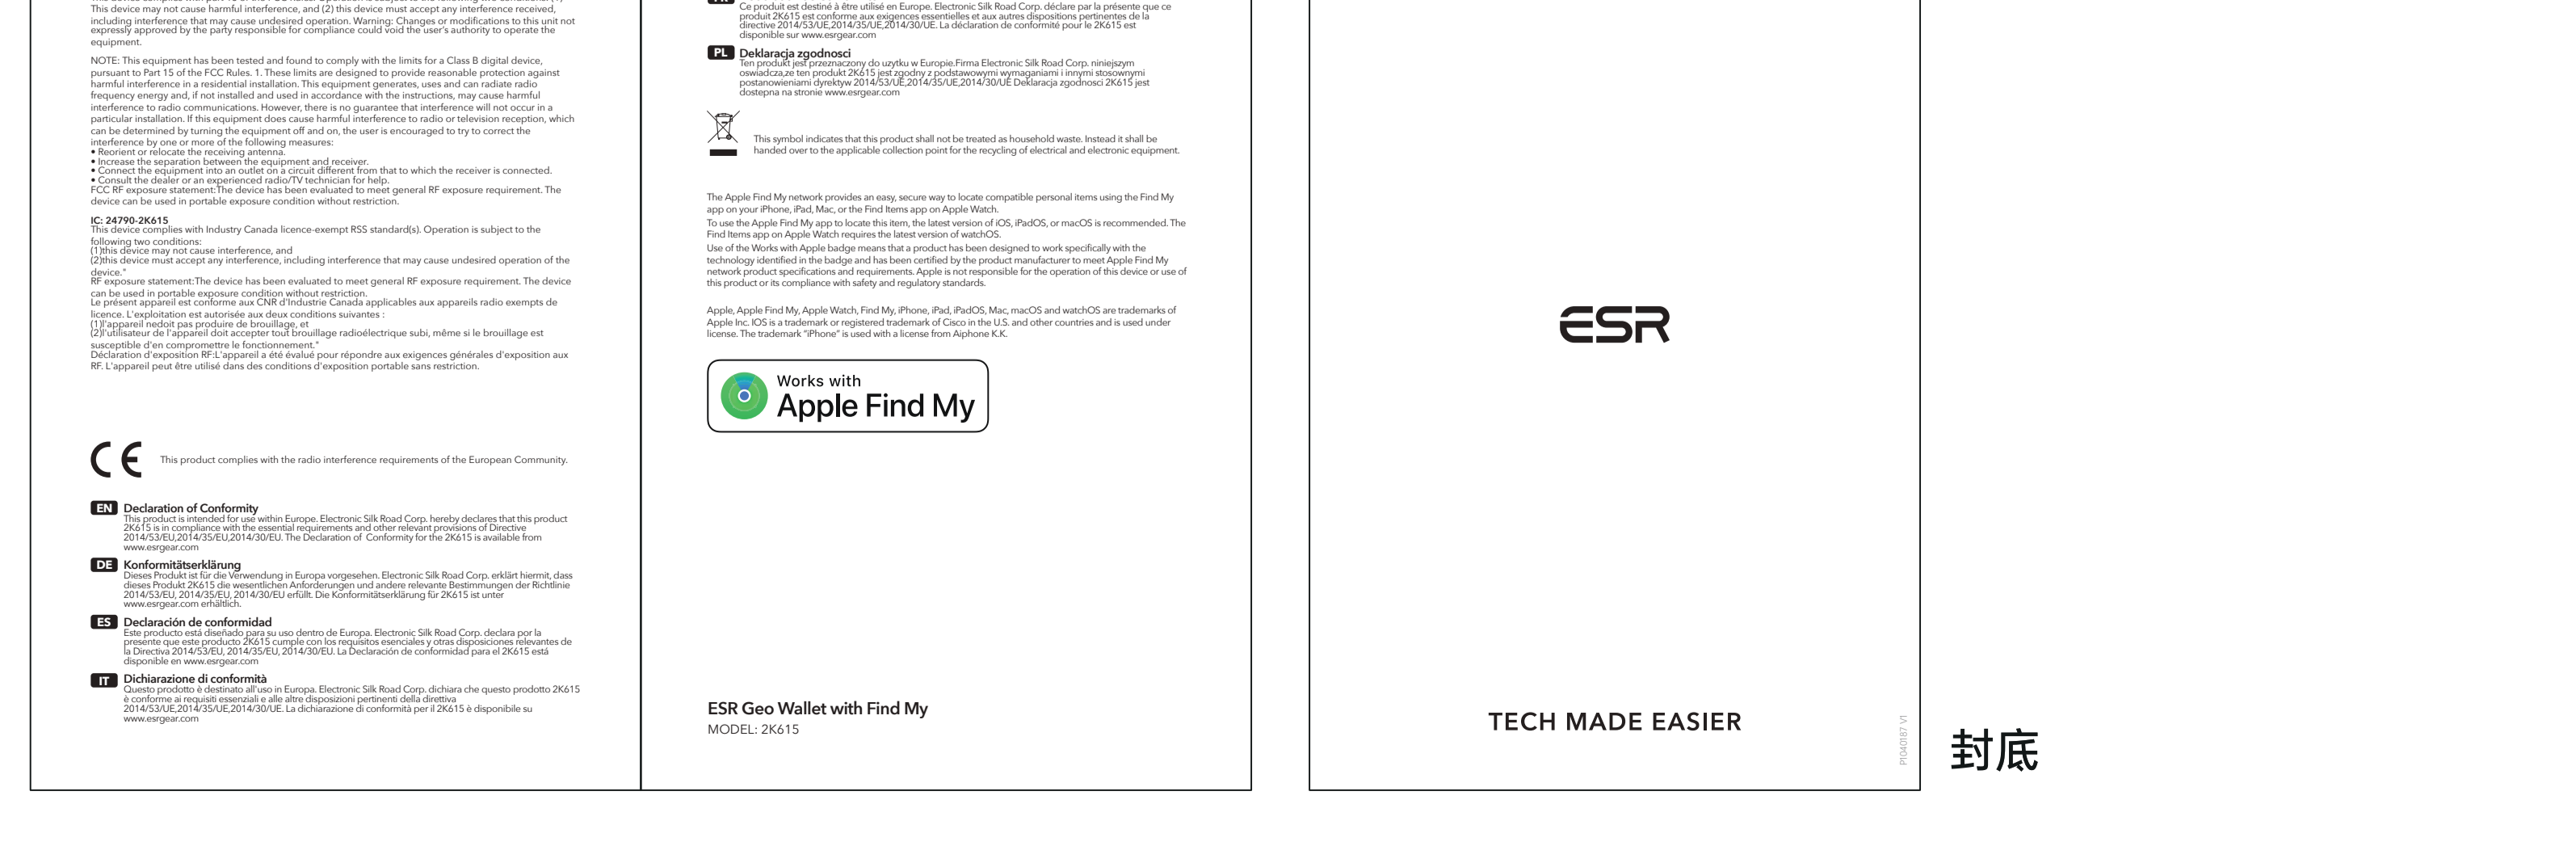 This device may not cause harmful interference, and (2) this device must accept any interference received,
including interference that may cause undesired operation. Warning: Changes or modifications to this unit not
expressly approved by the party responsible for compliance could void the user's authority to operate the
equipment.
NOTE: This equipment has been tested and found to comply with the limits for a Class B digital device,
pursuant to Part 15 of the FCC Rules. 1. These limits are designed to provide reasonable protection against
harmful interference in a residential installation. This equipment generates, uses and can radiate radio
frequency energy and, if not installed and used in accordance with the instructions, may cause harmful
interference to radio communications. However, there is no guarantee that interference will not occur in a
particular installation. If this equipment does cause harmful interference to radio or television reception, which
can be determined by turning the equipment off and on, the user is encouraged to try to correct the
interference by one or more of the following measures:
• Reorient or relocate the receiving antenna.
• Increase the separation between the equipment and receiver.
• Connect the equipment into an outlet on a circuit different from that to which the receiver is connected.
• Consult the dealer or an experienced radio/TV technician for help.
FCC RF exposure statement:The device has been evaluated to meet general RF exposure requirement. The
device can be used in portable exposure condition without restriction.
IC: 24790-2K615
This device complies with Industry Canada licence-exempt RSS standard(s). Operation is subject to the
following two conditions:
(1)this device may not cause interference, and
(2)this device must accept any interference, including interference that may cause undesired operation of the
device."
RF exposure statement:The device has been evaluated to meet general RF exposure requirement. The device
can be used in portable exposure condition without restriction.
Le présent appareil est conforme aux CNR d'Industrie Canada applicables aux appareils radio exempts de
licence. L'exploitation est autorisée aux deux conditions suivantes :
(1)l'appareil nedoit pas produire de brouillage, et
(2)l'utilisateur de l'appareil doit accepter tout brouillage radioélectrique subi, même si le brouillage est
susceptible d'en compromettre le fonctionnement."
Déclaration d'exposition RF:L'appareil a été évalué pour répondre aux exigences générales d'exposition aux
RF. L'appareil peut être utilisé dans des conditions d'exposition portable sans restriction.
CE
This product complies with the radio interference requirements of the European Community.
EN Declaration of Conformity
This product is intended for use within Europe. Electronic Silk Road Corp. hereby declares that this product
2K615 is in compliance with the essential requirements and other relevant provisions of Directive
2014/53/EU,2014/35/EU,2014/30/EU. The Declaration of Conformity for the 2K615 is available from
www.esrgear.com
DE Konformitätserklärung
Dieses Produkt ist für die Verwendung in Europa vorgesehen. Electronic Silk Road Corp. erklärt hiermit, dass
dieses Produkt 2K615 die wesentlichen Anforderungen und andere relevante Bestimmungen der Richtlinie
2014/53/EU, 2014/35/EU, 2014/30/EU erfüllt. Die Konformitätserklärung für 2K615 ist unter
www.esrgear.com erhältlich.
ES Declaración de conformidad
Este producto está diseñado para su uso dentro de Europa. Electronic Silk Road Corp. declara por la
presente que este producto 2K615 cumple con los requisitos esenciales y otras disposiciones relevantes de
la Directiva 2014/53/EU, 2014/35/EU, 2014/30/EU. La Declaración de conformidad para el 2K615 está
disponible en www.esrgear.com
IT Dichiarazione di conformità
Questo prodotto è destinato all'uso in Europa. Electronic Silk Road Corp. dichiara che questo prodotto 2K615
è conforme ai requisiti essenziali e alle altre disposizioni pertinenti della direttiva
2014/53/UE,2014/35/UE,2014/30/UE. La dichiarazione di conformità per il 2K615 è disponibile su
www.esrgear.com
Ce produit est destiné à être utilisé en Europe. Electronic Silk Road Corp. déclare par la présente que ce
produit 2K615 est conforme aux exigences essentielles et aux autres dispositions pertinentes de la
directive 2014/53/UE,2014/35/UE,2014/30/UE. La déclaration de conformité pour le 2K615 est
disponible sur www.esrgear.com
PL Deklaracja zgodnosci
Ten produkt jest przeznaczony do uzytku w Europie.Firma Electronic Silk Road Corp. niniejszym
oswiadcza,ze ten produkt 2K615 jest zgodny z podstawowymi wymaganiami i innymi stosownymi
postanowieniami dyrektyw 2014/53/UE,2014/35/UE,2014/30/UE Deklaracja zgodnosci 2K615 jest
dostepna na stronie www.esrgear.com
This symbol indicates that this product shall not be treated as household waste. Instead it shall be
handed over to the applicable collection point for the recycling of electrical and electronic equipment.
The Apple Find My network provides an easy, secure way to locate compatible personal items using the Find My
app on your iPhone, iPad, Mac, or the Find Items app on Apple Watch.
To use the Apple Find My app to locate this item, the latest version of iOS, iPadOS, or macOS is recommended. The
Find Items app on Apple Watch requires the latest version of watchOS.
Use of the Works with Apple badge means that a product has been designed to work specifically with the
technology identified in the badge and has been certified by the product manufacturer to meet Apple Find My
network product specifications and requirements. Apple is not responsible for the operation of this device or use of
this product or its compliance with safety and regulatory standards.
Apple, Apple Find My, Apple Watch, Find My, iPhone, iPad, iPadOS, Mac, macOS and watchOS are trademarks of
Apple Inc. IOS is a trademark or registered trademark of Cisco in the U.S. and other countries and is used under
license. The trademark “iPhone” is used with a license from Aiphone K.K.
Works with
Apple Find My
ESR Geo Wallet with Find My
MODEL: 2K615
ESR
TECH MADE EASIER
P1040187 V1
封底